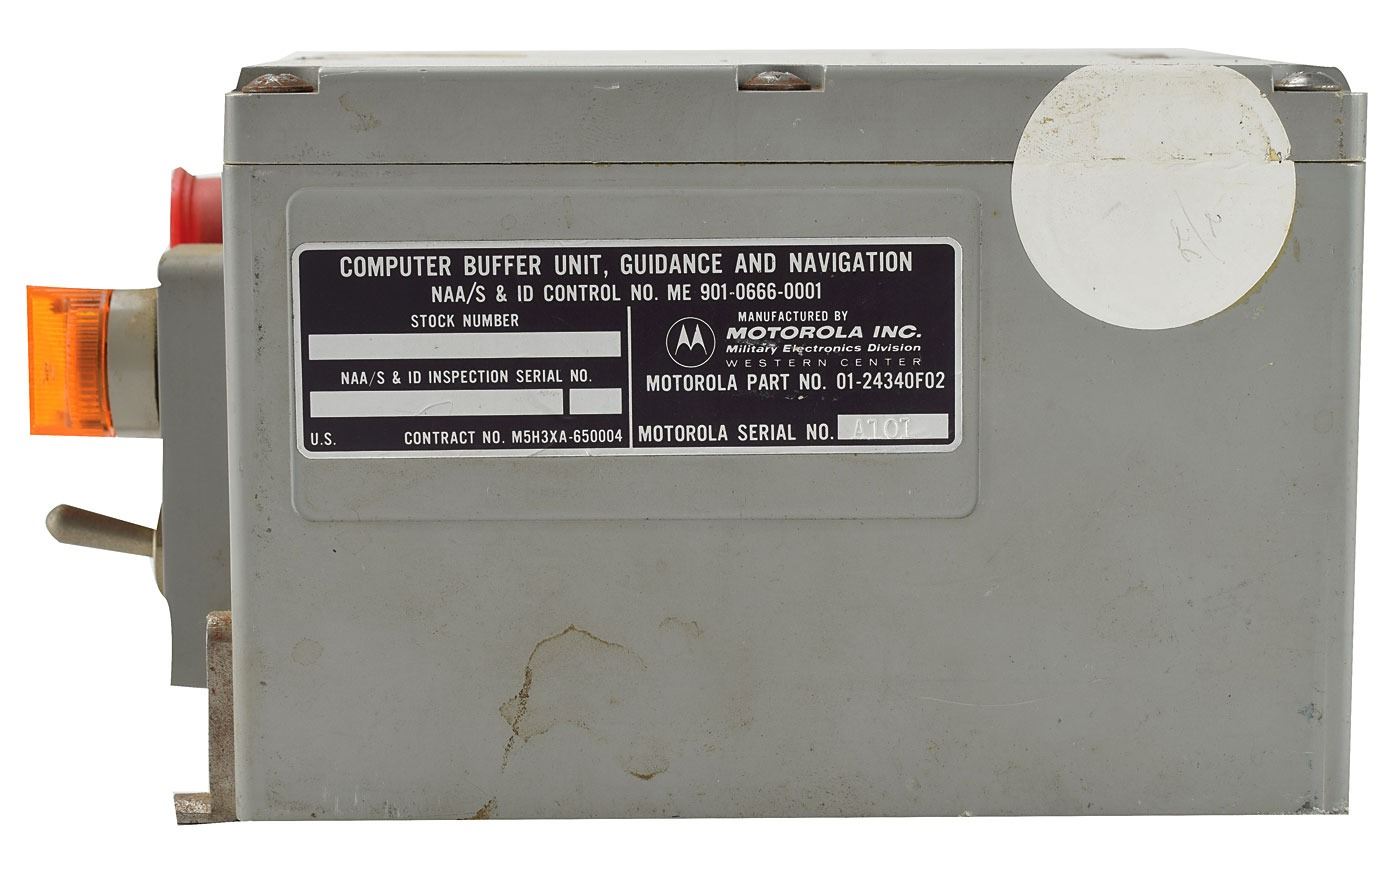 COMPUTER BUFFER UNIT, GUIDANCE AND NAVIGATION
NAA/S & ID CONTROL NO. ME 901-0666-0001
STOCK NUMBER
NAA/S & ID INSPECTION SERIAL NO.
U.S. CONTRACT NO. M5H3XA-650004
MANUFACTURED BY
MOTOROLA INC.
Military Electronics Division
WESTERN CENTER
MOTOROLA PART NO. 01-24340F02
MOTOROLA SERIAL NO. A101